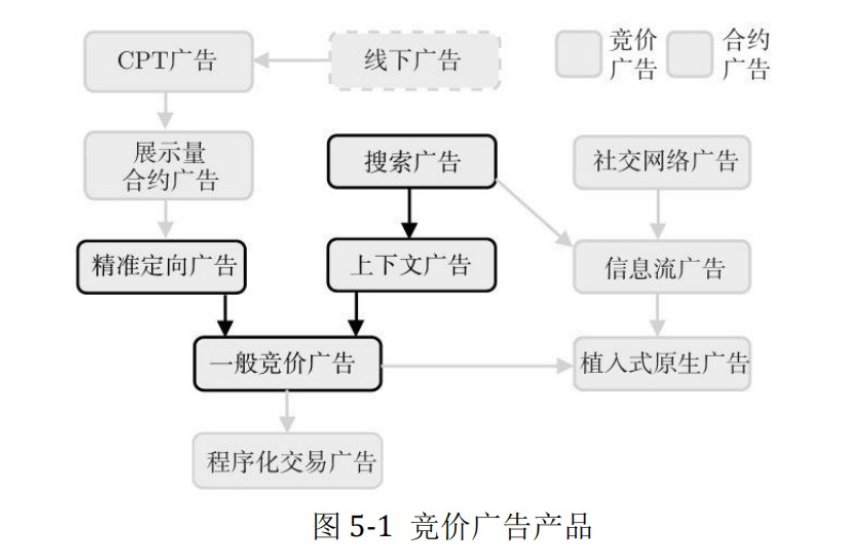 CPT广告
线下广告
竞价
广告
合约
广告
展示量
合约广告
搜索广告
社交网络广告
精准定向广告
上下文广告
信息流广告
一般竞价广告
植入式原生广告
程序化交易广告
图 5-1 竞价广告产品